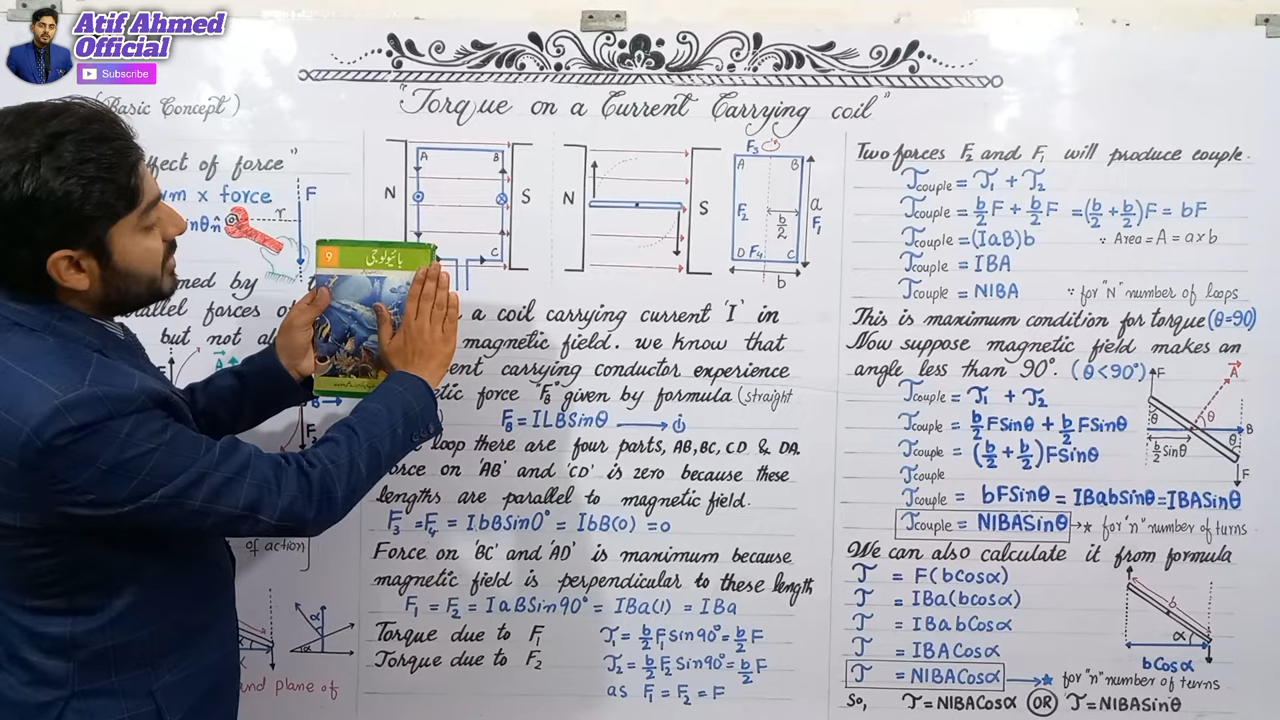 Atif Ahmed
Official
Subscribe
(Basic Concept)
"Torque on a Current Carrying coil"
ffect of force"
x force
F
r
by
parallel forces of
but not al
A
B
of action
α
α
and plane of
N
A
B
C
S
N
S
F₃
A
B
F₂
b/2
a
F₁
D F₄
C
b
9
بائیولوجی
a coil carrying current 'I' in
magnetic field. we know that
ent carrying conductor experience
etic force "F_B" given by formula (straight
F_B = ILBSinθ → i
loop there are four parts, AB, BC, CD & DA.
Force on 'AB' and 'CD' is zero because these
lengths are parallel to magnetic field.
F₃ = F₄ = IbBSin0° = IbB(0) = 0
Force on 'BC' and 'AD' is maximum because
magnetic field is perpendicular to these length
F₁ = F₂ = IaBSin90° = IBa(1) = IBa
Torque due to F₁ τ₁ = b/2 F₁ sin90° = b/2 F
Torque due to F₂ τ₂ = b/2 F₂ Sin90° = b/2 F
as F₁ = F₂ = F
Two forces F₂ and F₁ will produce couple.
τcouple = τ₁ + τ₂
τcouple = b/2 F + b/2 F = (b/2 + b/2)F = bF
τcouple = (IaB)b ∵ Area = A = a×b
τcouple = IBA
τcouple = NIBA ∵ for "N" number of loops
This is maximum condition for torque (θ=90)
Now suppose magnetic field makes an
angle less than 90°. (θ<90°)
τcouple = τ₁ + τ₂
τcouple = b/2 FSinθ + b/2 FSinθ
τcouple = (b/2 + b/2)FSinθ
τcouple
τcouple = bFSinθ = IBabsinθ = IBASinθ
τcouple = NIBASinθ → * for "n" number of turns
F
A
θ
θ
B
θ
b/2 sinθ
F
We can also calculate it from formula
τ = F(bCosα)
τ = IBa(bcosα)
τ = IBabCosα
τ = IBACosα
τ = NIBACosα → * for "n" number of turns
b
α
bCosα
So, τ = NIBACosα OR τ = NIBASinθ